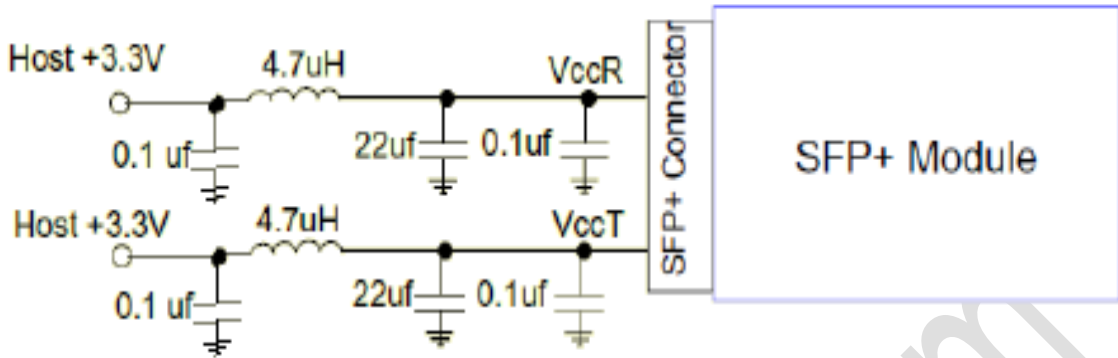 Host +3.3V
4.7uH
VccR
0.1 uf
22uf
0.1uf
Host +3.3V
4.7uH
VccT
0.1 uf
22uf
0.1uf
SFP+ Connector
SFP+ Module